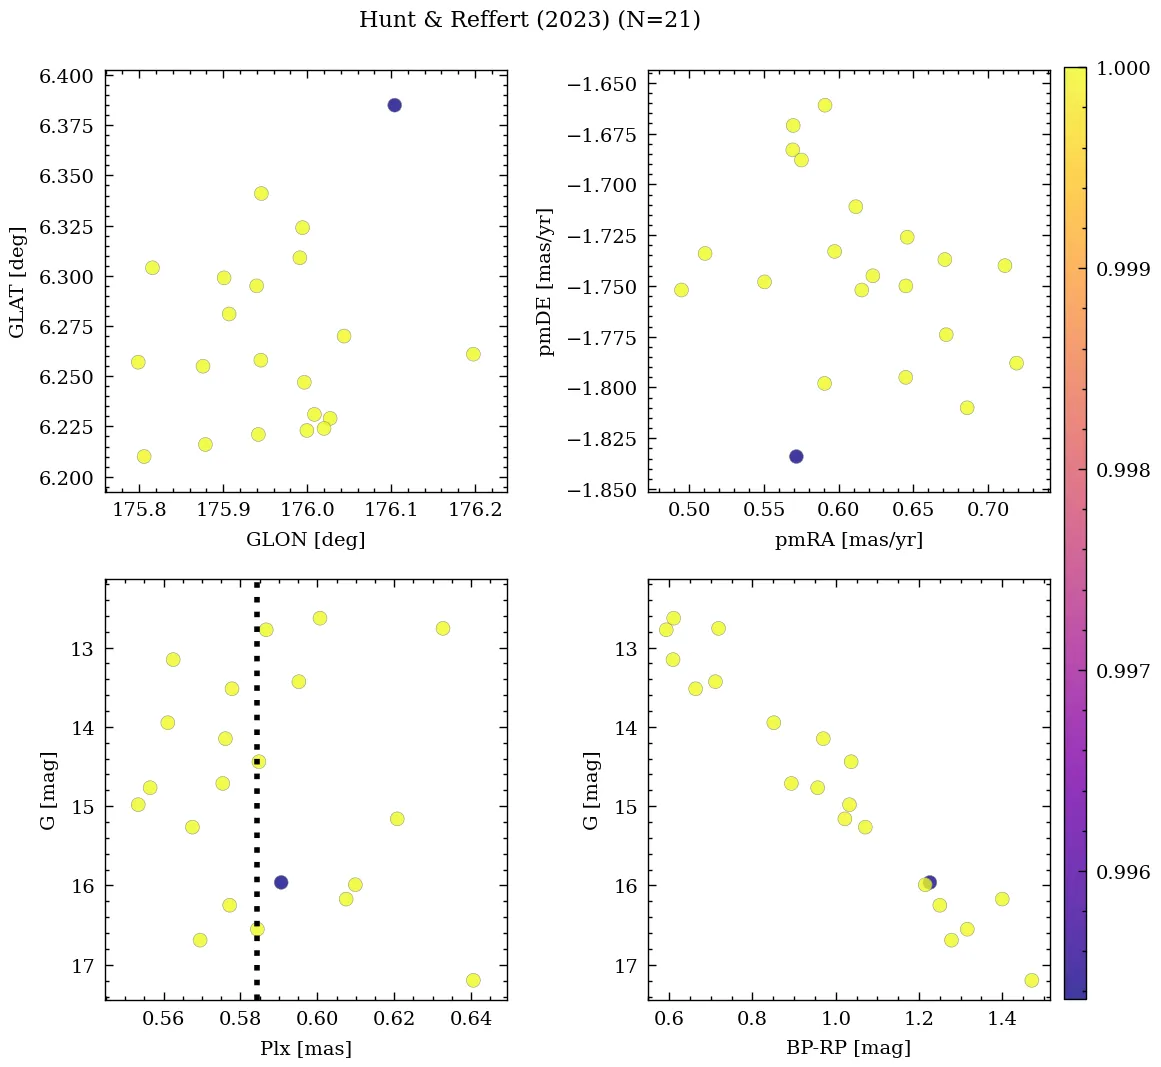 Hunt & Reffert (2023) (N=21)
6.400
6.375
6.350
6.325
6.300
6.275
6.250
6.225
6.200
GLAT [deg]
175.8 175.9 176.0 176.1 176.2
GLON [deg]
−1.650
−1.675
−1.700
−1.725
−1.750
−1.775
−1.800
−1.825
−1.850
pmDE [mas/yr]
0.50 0.55 0.60 0.65 0.70
pmRA [mas/yr]
13
14
15
16
17
G [mag]
0.56 0.58 0.60 0.62 0.64
Plx [mas]
13
14
15
16
17
G [mag]
0.6 0.8 1.0 1.2 1.4
BP-RP [mag]
1.000
0.999
0.998
0.997
0.996